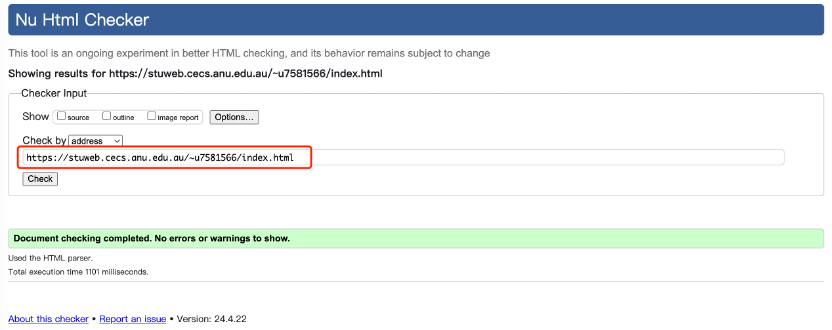 Nu Html Checker
This tool is an ongoing experiment in better HTML checking, and its behavior remains subject to change
Showing results for https://stuweb.cecs.anu.edu.au/~u7581566/index.html
Checker Input
Show source outline image report Options...
Check by address
https://stuweb.cecs.anu.edu.au/~u7581566/index.html
Check
Document checking completed. No errors or warnings to show.
Used the HTML parser.
Total execution time 1101 milliseconds.
About this checker • Report an issue • Version: 24.4.22